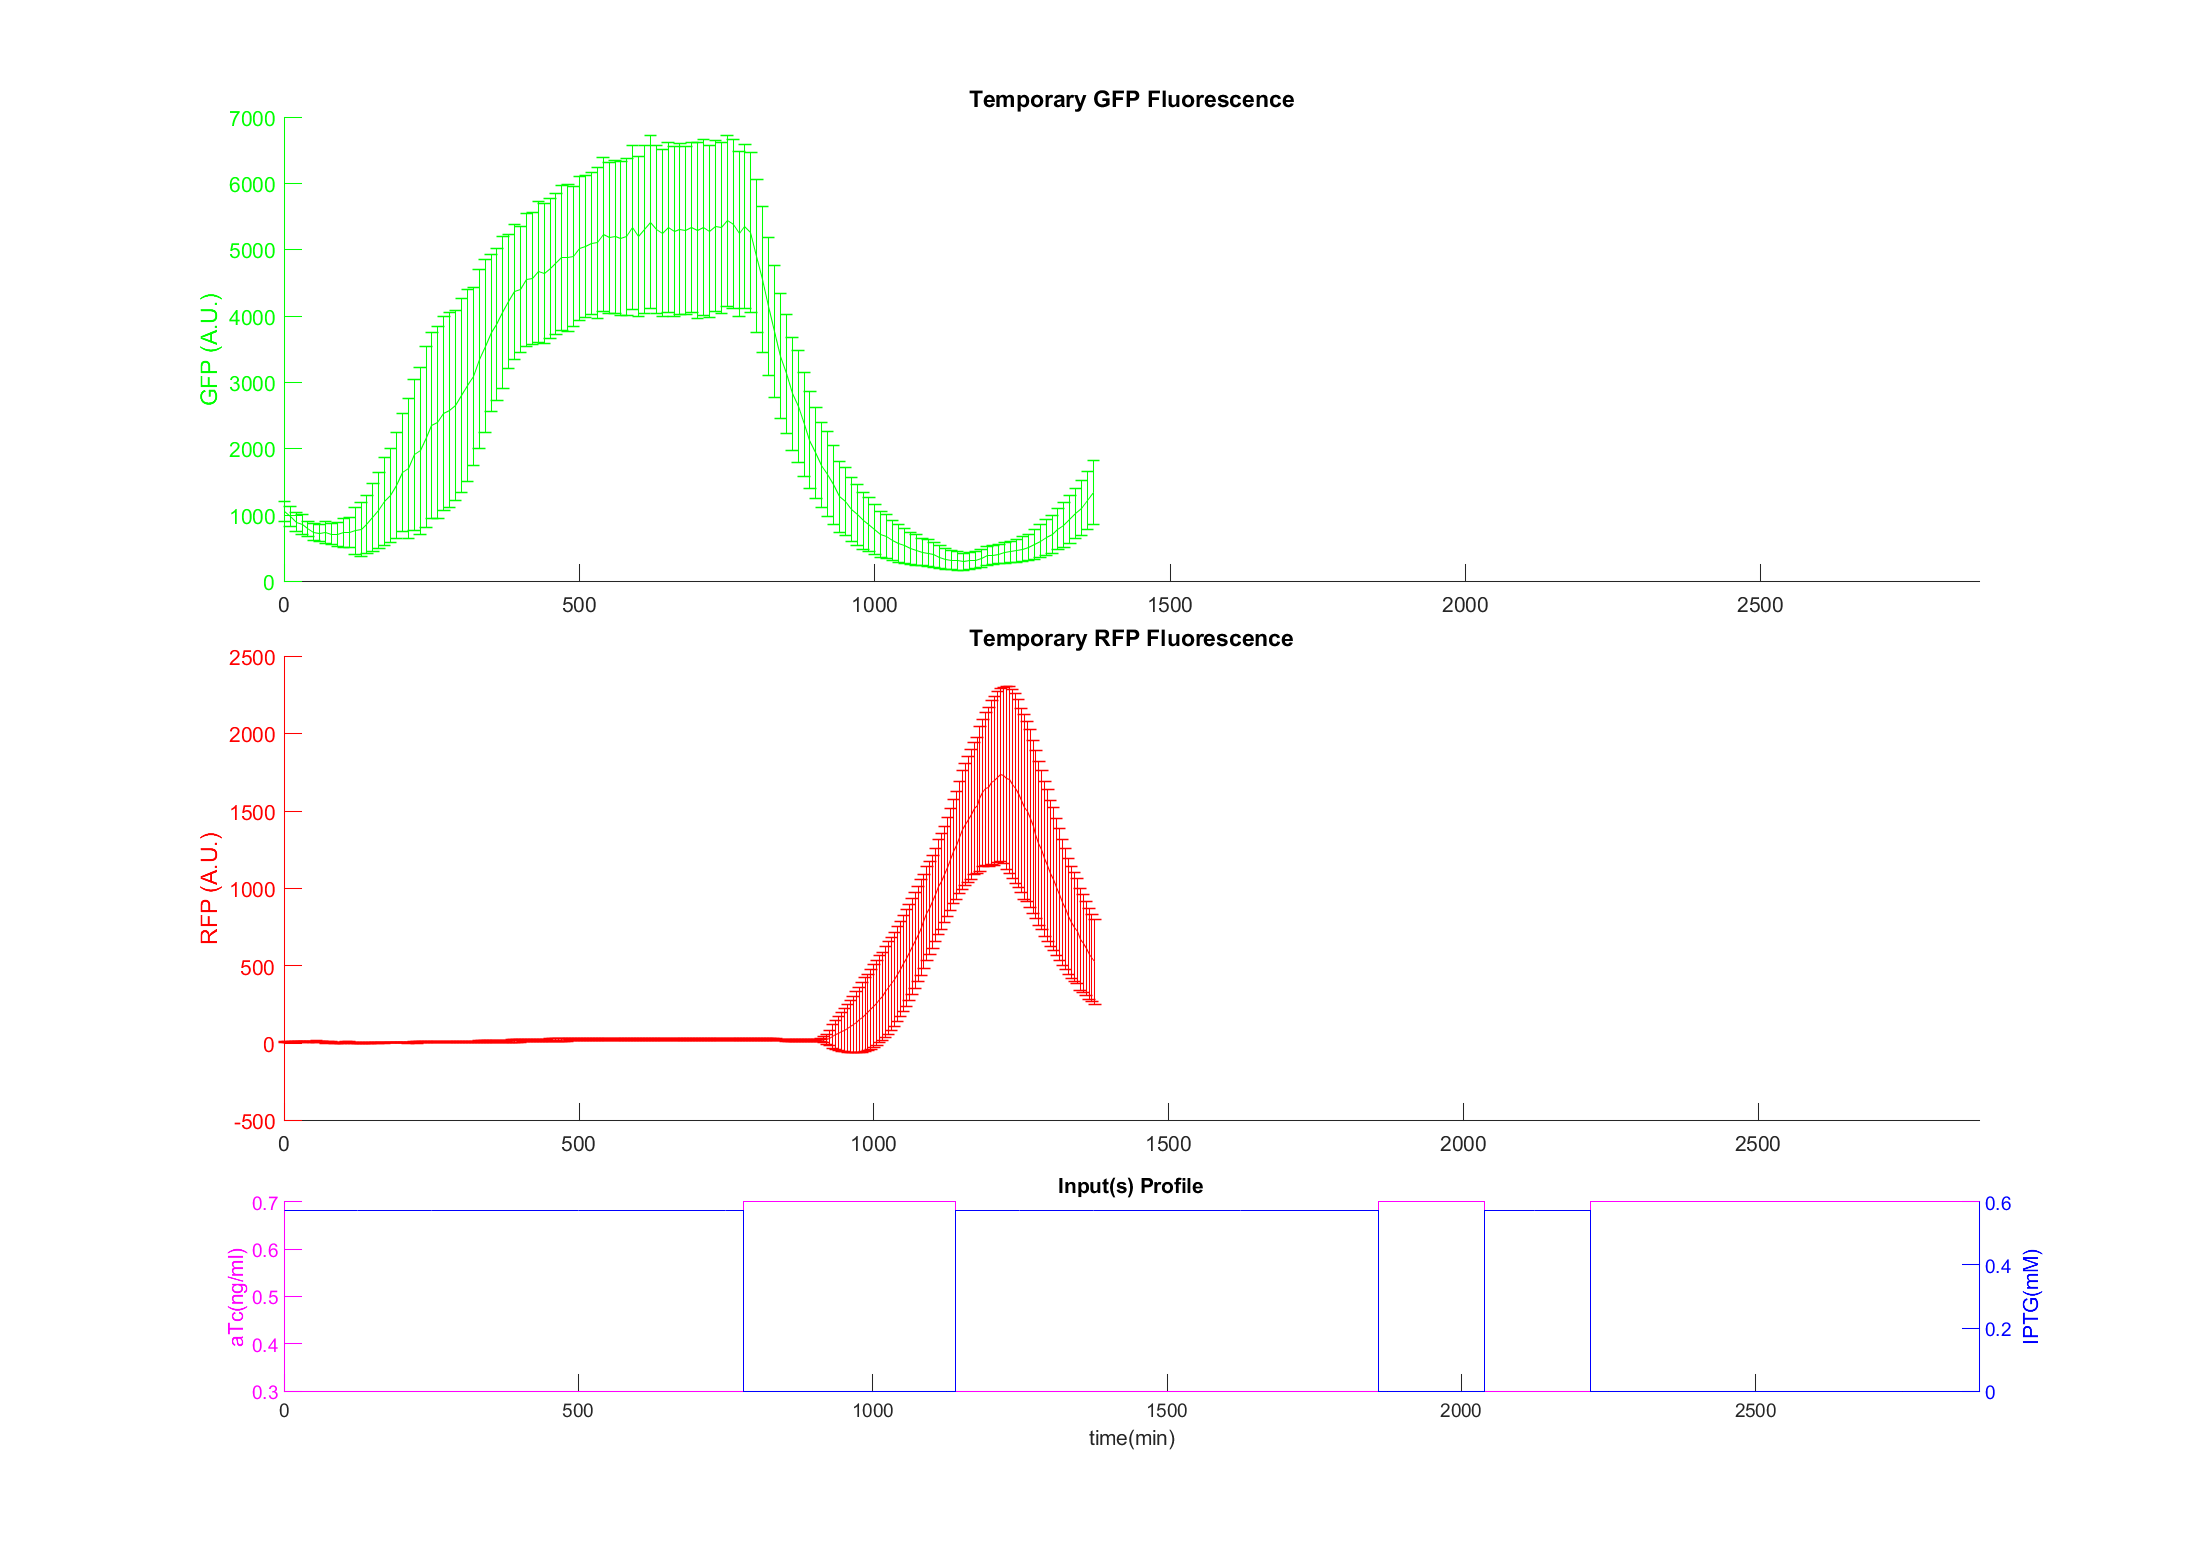 Temporary GFP Fluorescence
7000
6000
5000
4000
3000
2000
1000
0
GFP (A.U.)
0 500 1000 1500 2000 2500
Temporary RFP Fluorescence
2500
2000
1500
1000
500
0
-500
RFP (A.U.)
0 500 1000 1500 2000 2500
Input(s) Profile
0.7
0.6
0.5
0.4
0.3
aTc(ng/ml)
0.6
0.4
0.2
0
IPTG(mM)
0 500 1000 1500 2000 2500
time(min)